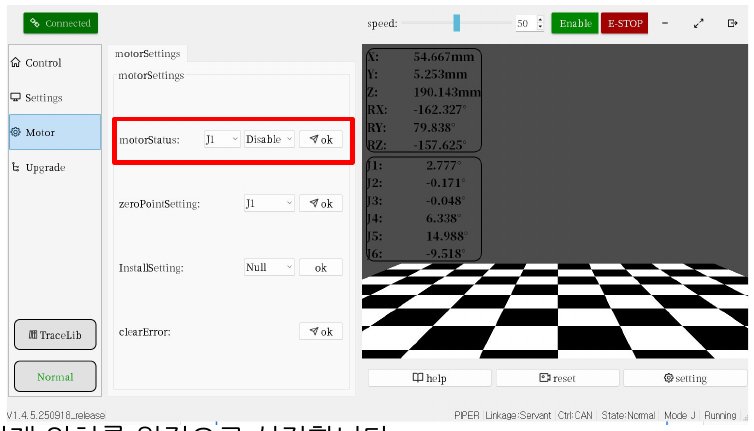 Connected
speed: 50 Enable E-STOP
Control
Settings
Motor
Upgrade
TraceLib
Normal
motorSettings
motorSettings
motorStatus: J1 Disable ok
zeroPointSetting: J1 ok
InstallSetting: Null ok
clearError: ok
X: 54.667mm
Y: 5.253mm
Z: 190.143mm
RX: -162.327°
RY: 79.838°
RZ: -157.625°
J1: 2.777°
J2: -0.171°
J3: -0.048°
J4: 6.338°
J5: 14.988°
J6: -9.518°
help reset setting
V1.4.5.250918_release PIPER Linkage:Servant Ctrl:CAN State:Normal Mode J Running